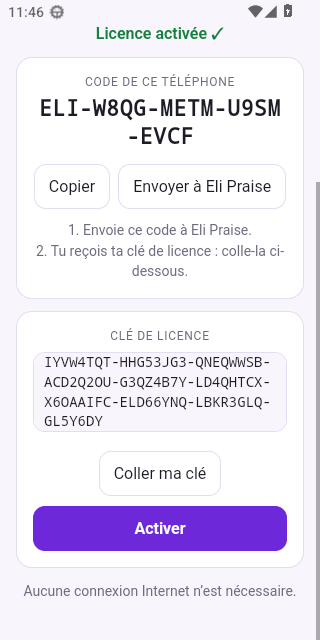 11:46
Licence activée ✓
CODE DE CE TÉLÉPHONE
ELI-W8QG-METM-U9SM
-EVCF
Copier
Envoyer à Eli Praise
1. Envoie ce code à Eli Praise.
2. Tu reçois ta clé de licence : colle-la ci-
dessous.
CLÉ DE LICENCE
IYVW4TQT-HHG53JG3-QNEQWWSB-
ACD2Q2OU-G3QZ4B7Y-LD4QHTCX-
X6OAAIFC-ELD66YNQ-LBKR3GLQ-
GL5Y6DY
Coller ma clé
Activer
Aucune connexion Internet n’est nécessaire.